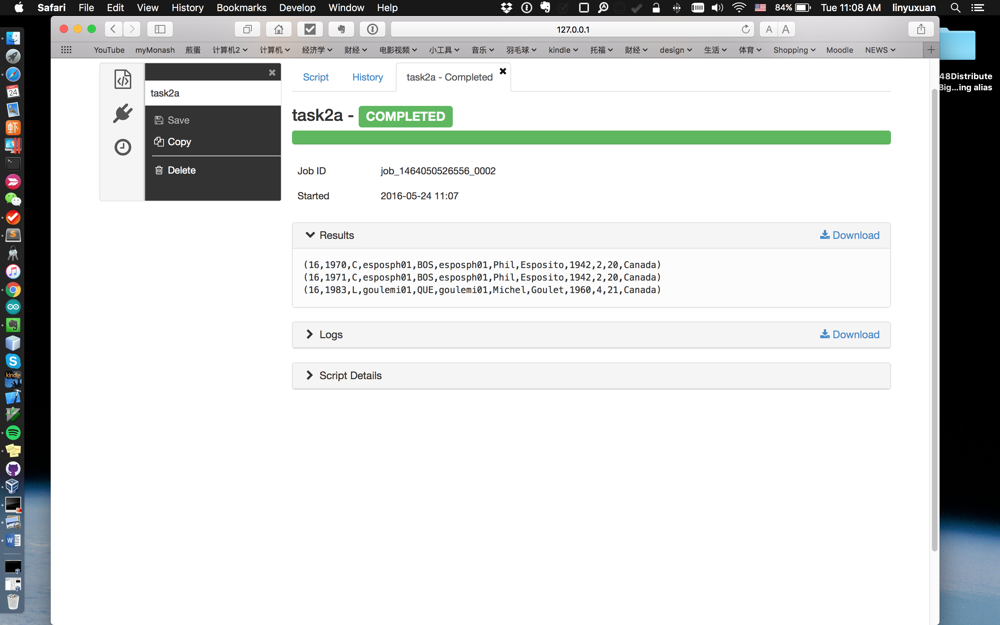 Safari File Edit View History Bookmarks Develop Window Help 84% Tue 11:08 AM linyuxuan
127.0.0.1 A A
YouTube myMonash 煎蛋 计算机2 计算机 经济学 财经 电影视频 小工具 音乐 羽毛球 kindle 托福 财经 design 生活 体育 Shopping Moodle NEWS
48Distribute
Big...ing alias
task2a
Save
Copy
Delete
Script History task2a - Completed
task2a - COMPLETED
Job ID job_1464050526556_0002
Started 2016-05-24 11:07
Results Download
(16,1970,C,esposph01,BOS,esposph01,Phil,Esposito,1942,2,20,Canada)
(16,1971,C,esposph01,BOS,esposph01,Phil,Esposito,1942,2,20,Canada)
(16,1983,L,goulemi01,QUE,goulemi01,Michel,Goulet,1960,4,21,Canada)
Logs Download
Script Details
MAY
24
虾
S
S
kindle
W